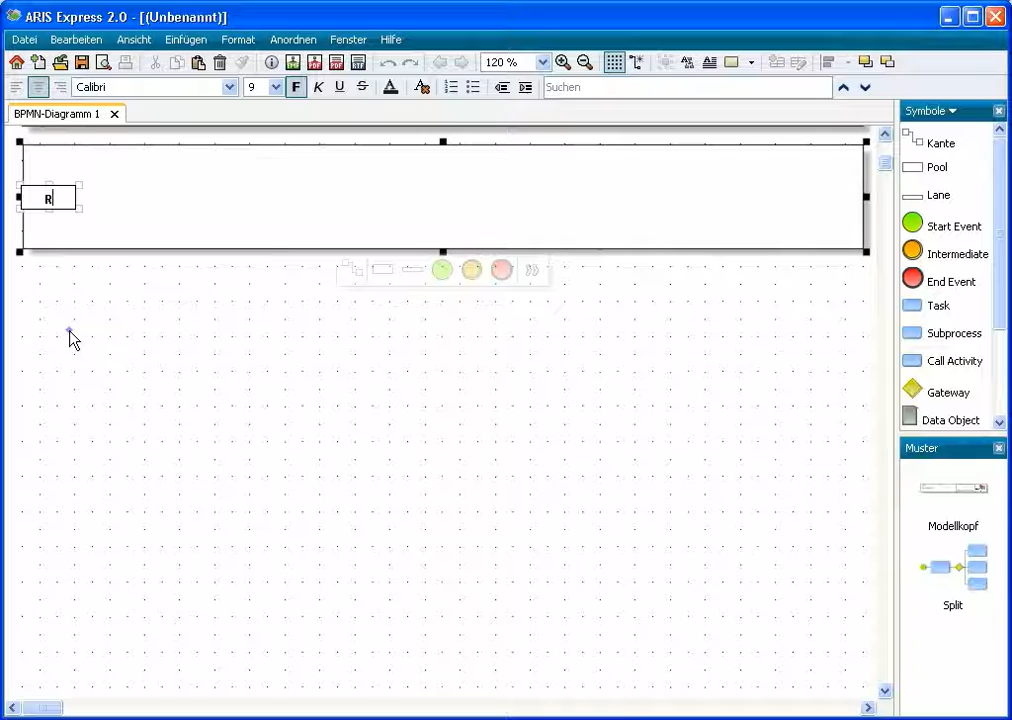 ARIS Express 2.0 - [(Unbenannt)]
Datei Bearbeiten Ansicht Einfügen Format Anordnen Fenster Hilfe
120 %
Calibri 9 F K U S A Suchen
BPMN-Diagramm 1
R
Symbole
Kante
Pool
Lane
Start Event
Intermediate
End Event
Task
Subprocess
Call Activity
Gateway
Data Object
Muster
Modellkopf
Split